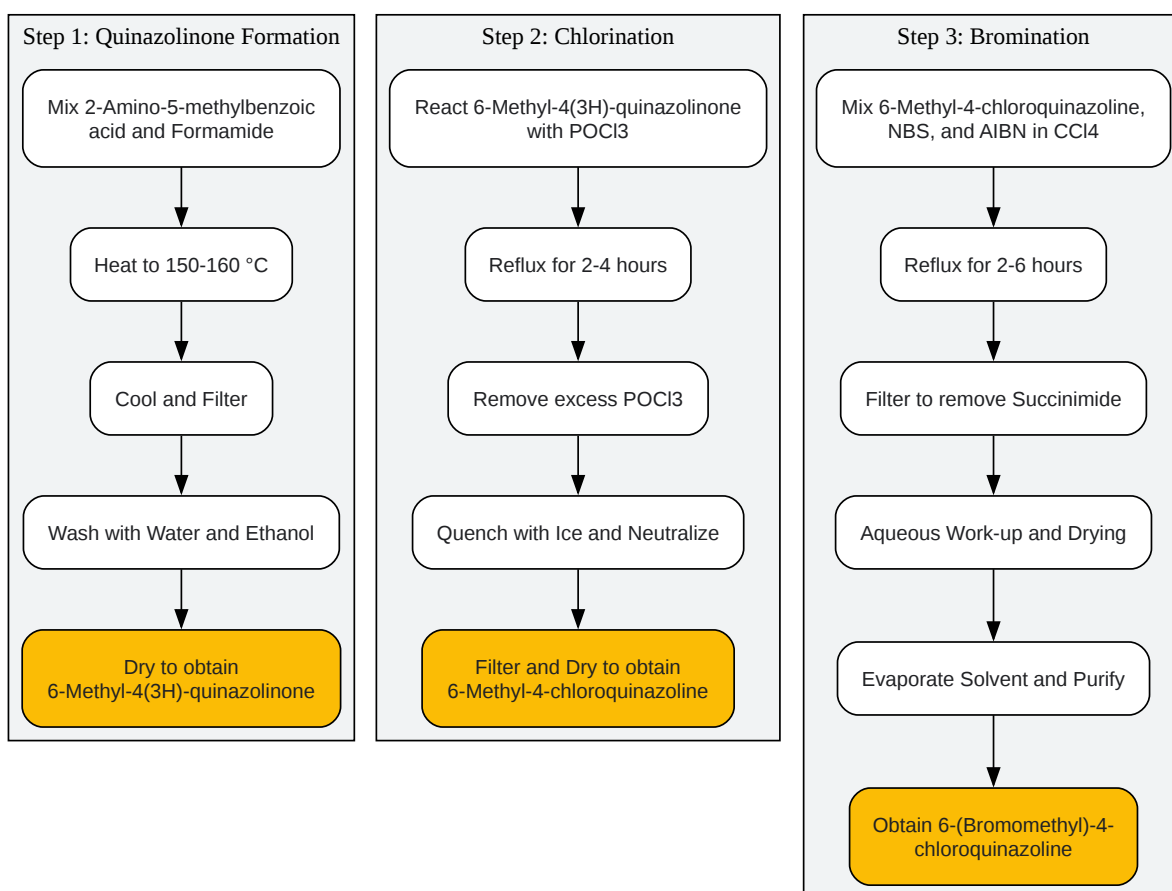 Step 1: Quinazolinone Formation
Mix 2-Amino-5-methylbenzoic
acid and Formamide
Heat to 150-160 °C
Cool and Filter
Wash with Water and Ethanol
Dry to obtain
6-Methyl-4(3H)-quinazolinone
Step 2: Chlorination
React 6-Methyl-4(3H)-quinazolinone
with POCl3
Reflux for 2-4 hours
Remove excess POCl3
Quench with Ice and Neutralize
Filter and Dry to obtain
6-Methyl-4-chloroquinazoline
Step 3: Bromination
Mix 6-Methyl-4-chloroquinazoline,
NBS, and AIBN in CCl4
Reflux for 2-6 hours
Filter to remove Succinimide
Aqueous Work-up and Drying
Evaporate Solvent and Purify
Obtain 6-(Bromomethyl)-4-
chloroquinazoline